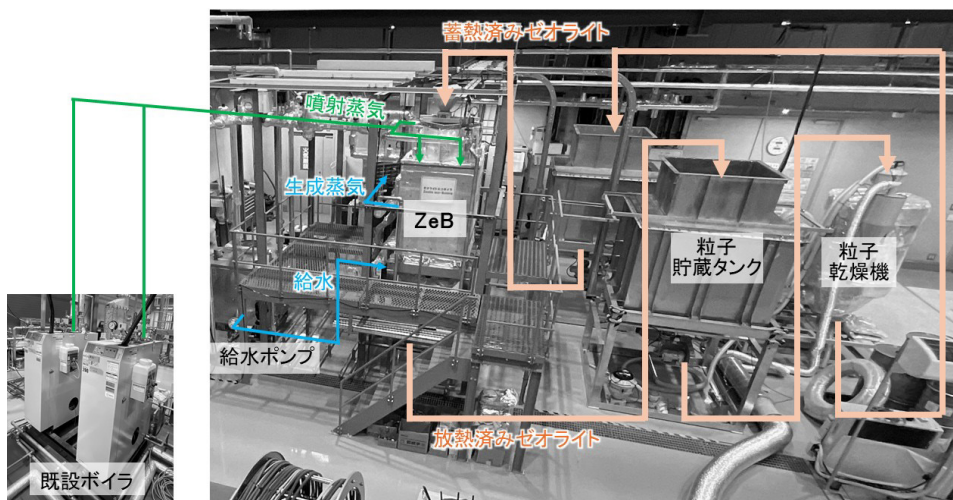 蓄熱済みゼオライト
噴射蒸気
生成蒸気
ZeB
給水
給水ポンプ
粒子
貯蔵タンク
粒子
乾燥機
既設ボイラ
放熱済みゼオライト